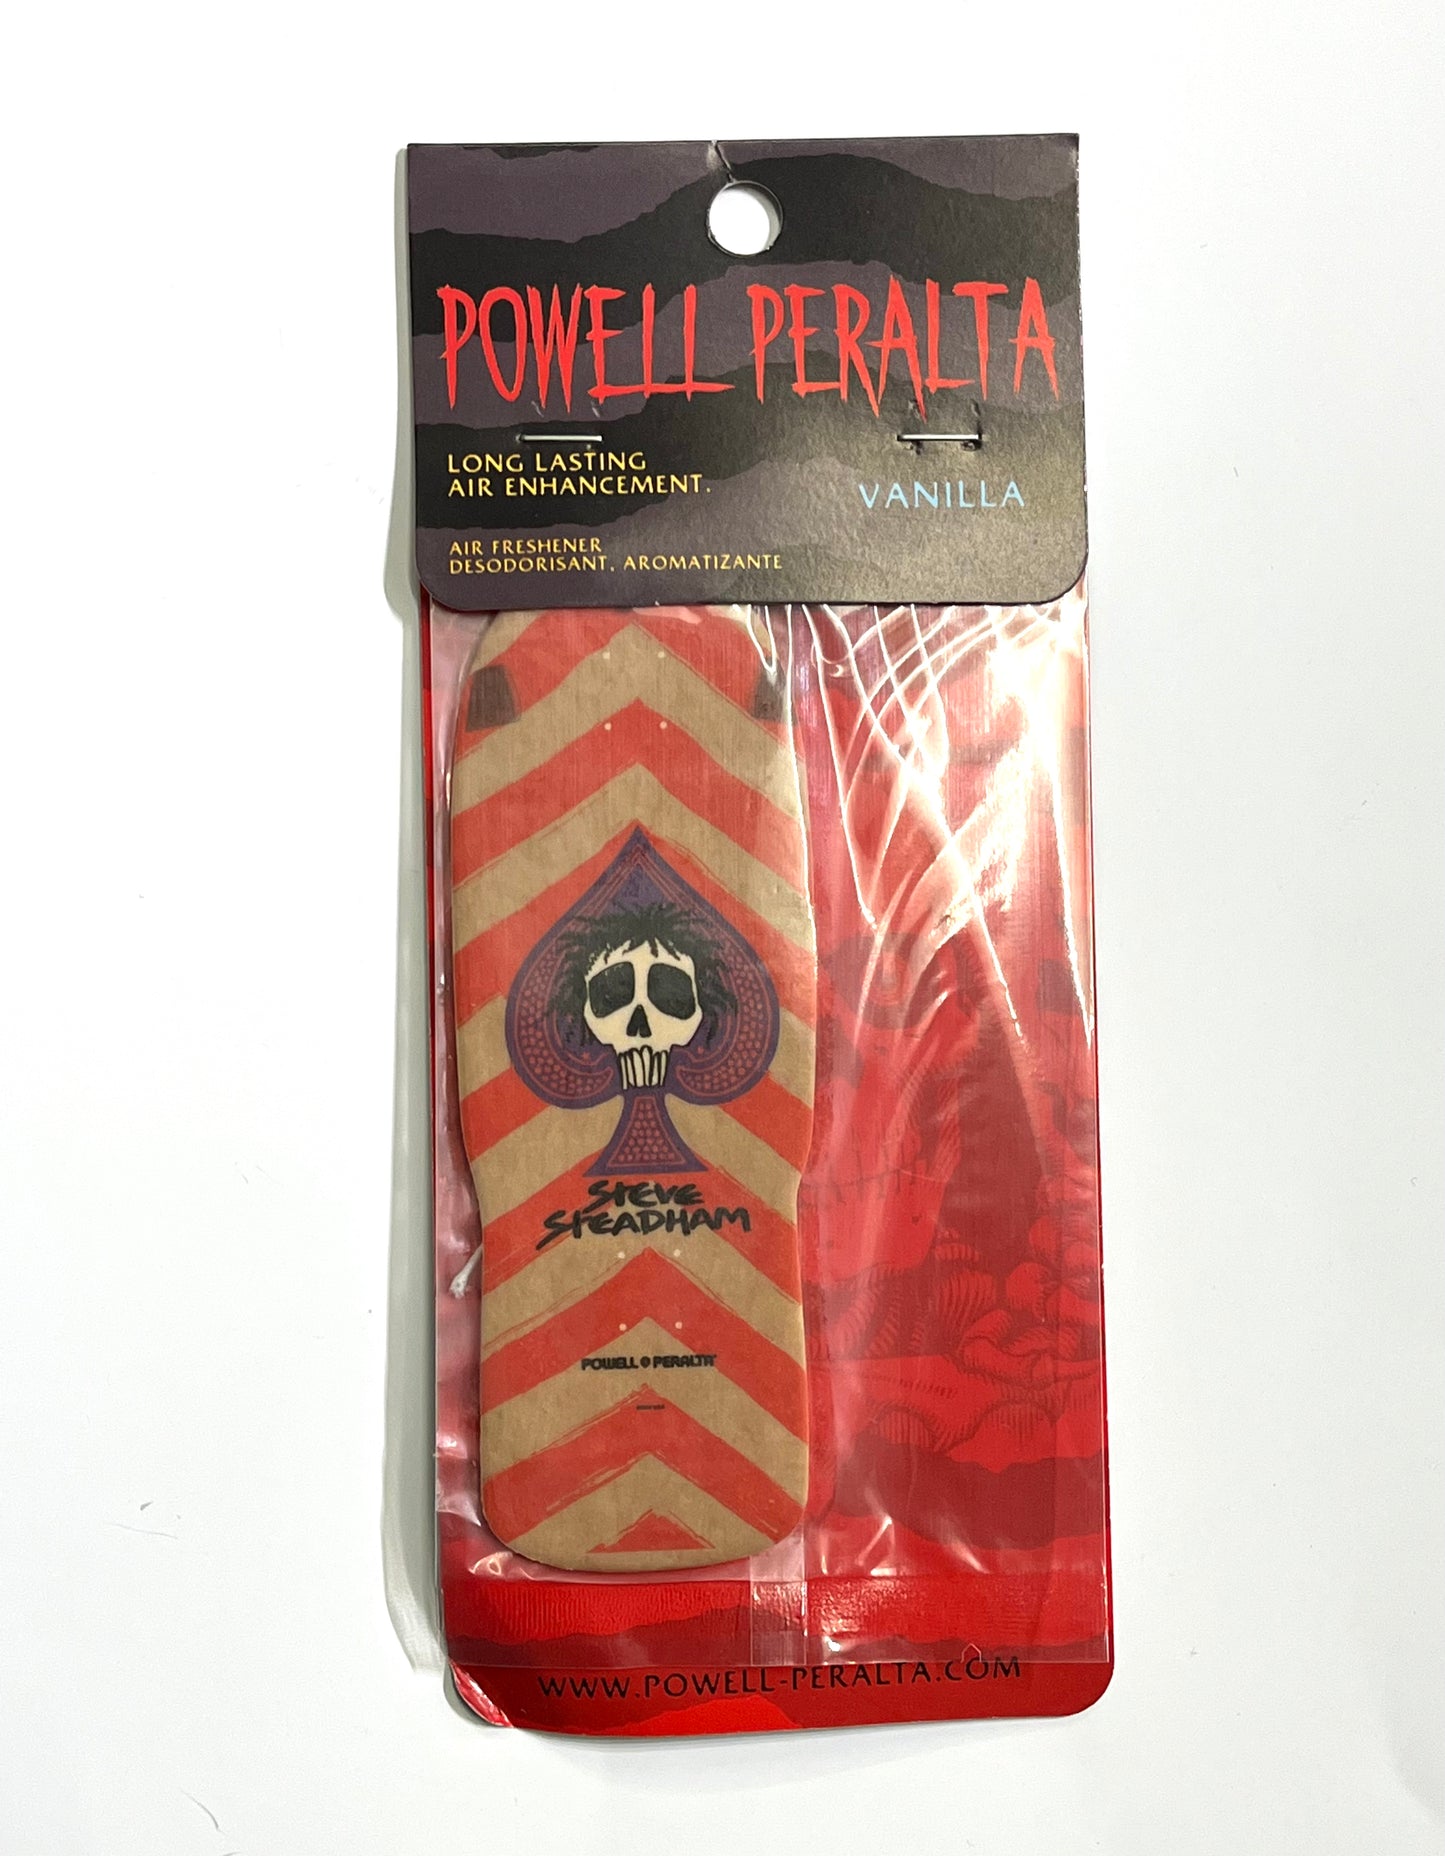 POWELL PERALTA
LONG LASTING
AIR ENHANCEMENT.
VANILLA
AIR FRESHENER
DESODORISANT, AROMATIZANTE
STEVE
STEADHAM
POWELL PERALTA
WWW.POWELL-PERALTA.COM